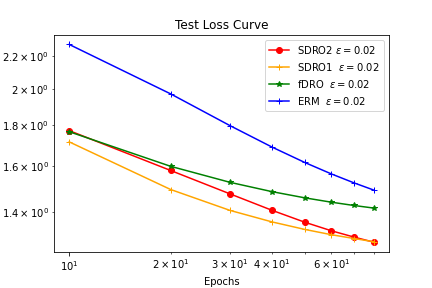 Test Loss Curve
SDRO2 ε = 0.02
SDRO1 ε = 0.02
fDRO ε = 0.02
ERM ε = 0.02
2.2 × 10⁰
2 × 10⁰
1.8 × 10⁰
1.6 × 10⁰
1.4 × 10⁰
10¹
2 × 10¹
3 × 10¹
4 × 10¹
6 × 10¹
Epochs